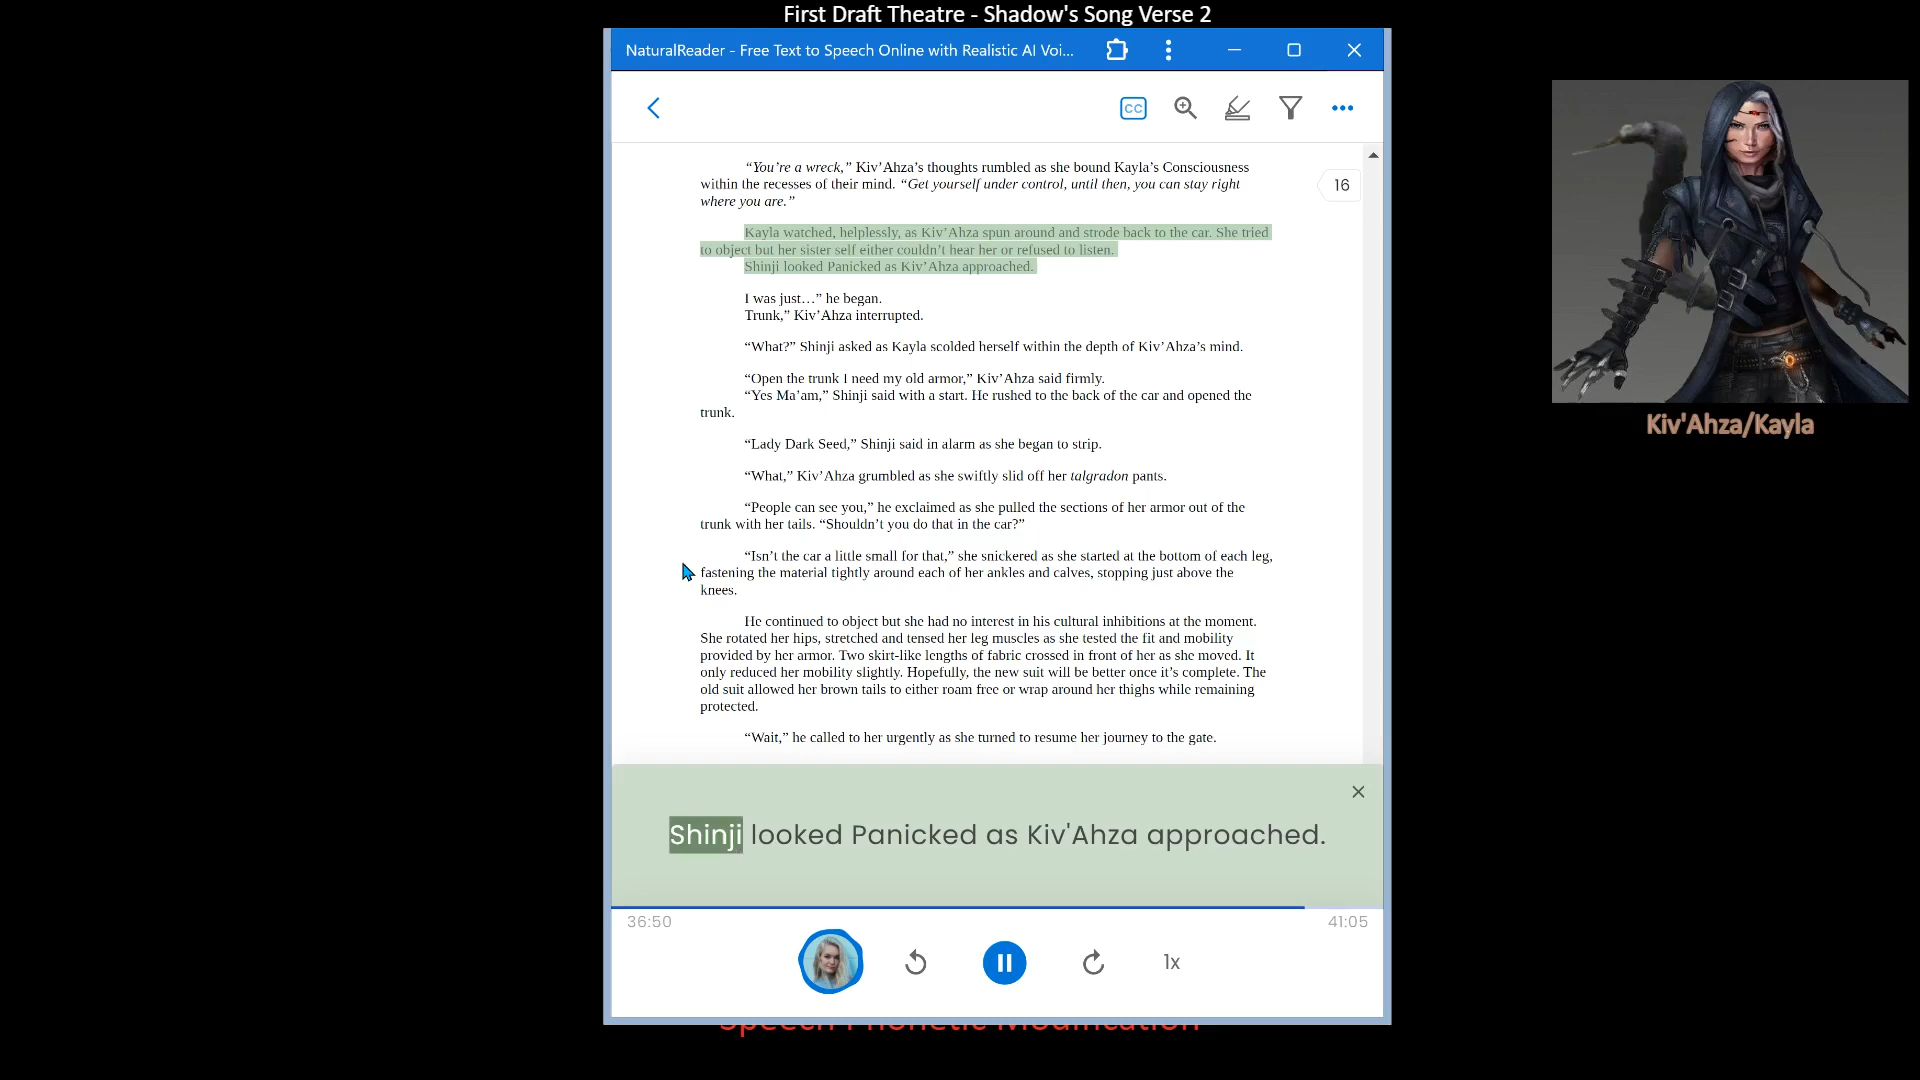 First Draft Theatre - Shadow's Song Verse 2
NaturalReader - Free Text to Speech Online with Realistic AI Voi...
CC
16
“You’re a wreck,” Kiv’Ahza’s thoughts rumbled as she bound Kayla’s Consciousness
within the recesses of their mind. “Get yourself under control, until then, you can stay right
where you are.”
Kayla watched, helplessly, as Kiv’Ahza spun around and strode back to the car. She tried
to object but her sister self either couldn’t hear her or refused to listen.
Shinji looked Panicked as Kiv’Ahza approached.
I was just…” he began.
Trunk,” Kiv’Ahza interrupted.
“What?” Shinji asked as Kayla scolded herself within the depth of Kiv’Ahza’s mind.
“Open the trunk I need my old armor,” Kiv’Ahza said firmly.
“Yes Ma’am,” Shinji said with a start. He rushed to the back of the car and opened the
trunk.
“Lady Dark Seed,” Shinji said in alarm as she began to strip.
“What,” Kiv’Ahza grumbled as she swiftly slid off her talgradon pants.
“People can see you,” he exclaimed as she pulled the sections of her armor out of the
trunk with her tails. “Shouldn’t you do that in the car?”
“Isn’t the car a little small for that,” she snickered as she started at the bottom of each leg,
fastening the material tightly around each of her ankles and calves, stopping just above the
knees.
He continued to object but she had no interest in his cultural inhibitions at the moment.
She rotated her hips, stretched and tensed her leg muscles as she tested the fit and mobility
provided by her armor. Two skirt-like lengths of fabric crossed in front of her as she moved. It
only reduced her mobility slightly. Hopefully, the new suit will be better once it’s complete. The
old suit allowed her brown tails to either roam free or wrap around her thighs while remaining
protected.
“Wait,” he called to her urgently as she turned to resume her journey to the gate.
Shinji looked Panicked as Kiv'Ahza approached.
36:50
41:05
1x
Speech Phonetic Modification
Kiv'Ahza/Kayla